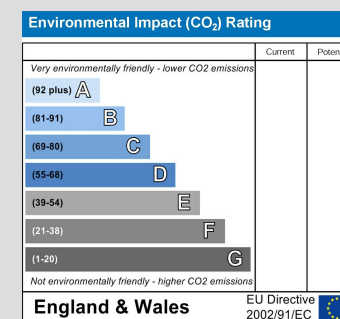 Environmental Impact (CO₂) Rating
Current Poten
Very environmentally friendly - lower CO2 emissions
(92 plus) A
(81-91) B
(69-80) C
(55-68) D
(39-54) E
(21-38) F
(1-20) G
Not environmentally friendly - higher CO2 emissions
England & Wales
EU Directive
2002/91/EC